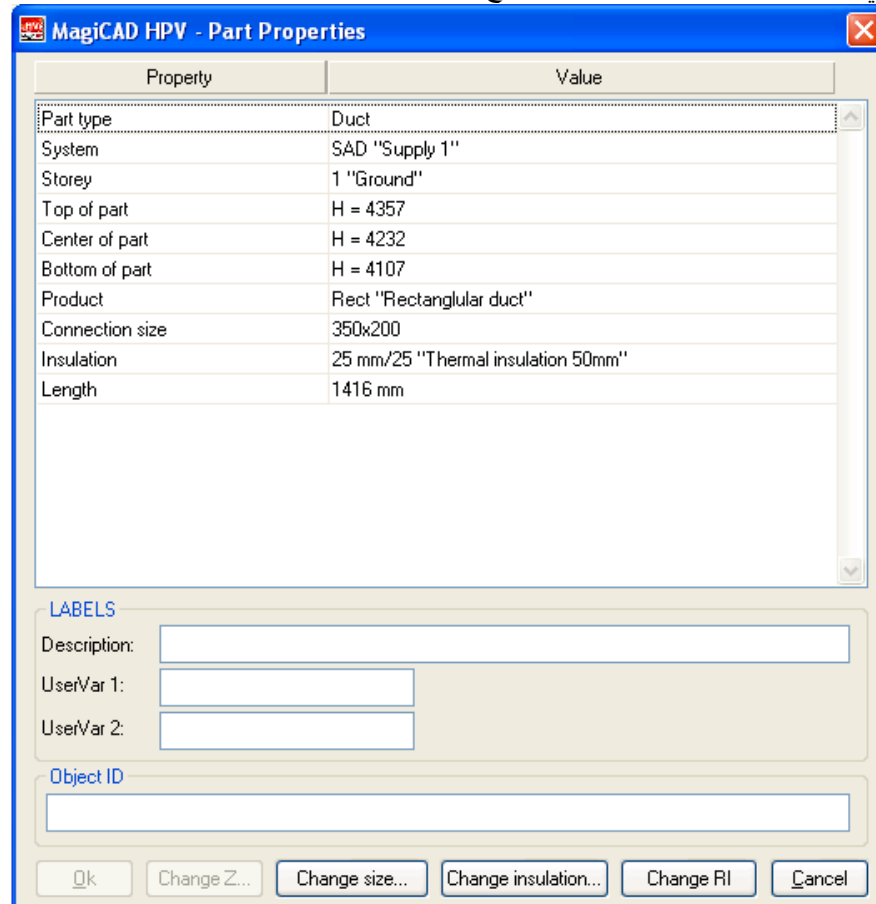 MagiCAD HPV - Part Properties
Property Value
Part type Duct
System SAD "Supply 1"
Storey 1 "Ground"
Top of part H = 4357
Center of part H = 4232
Bottom of part H = 4107
Product Rect "Rectanglular duct"
Connection size 350x200
Insulation 25 mm/25 "Thermal insulation 50mm"
Length 1416 mm
LABELS
Description:
UserVar 1:
UserVar 2:
Object ID
Ok Change Z... Change size... Change insulation... Change RI Cancel